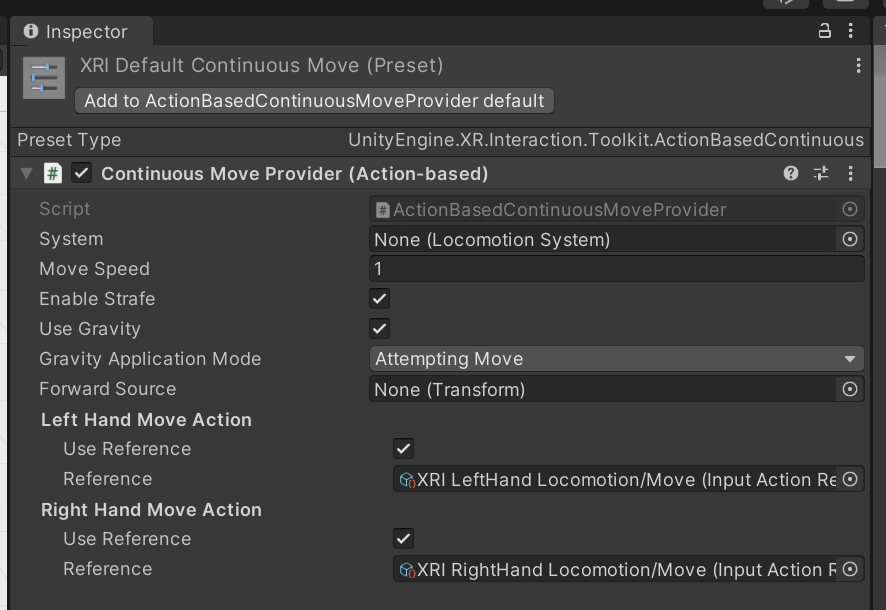 Inspector
XRI Default Continuous Move (Preset)
Add to ActionBasedContinuousMoveProvider default
Preset Type UnityEngine.XR.Interaction.Toolkit.ActionBasedContinuous
# Continuous Move Provider (Action-based)
Script # ActionBasedContinuousMoveProvider
System None (Locomotion System)
Move Speed 1
Enable Strafe
Use Gravity
Gravity Application Mode Attempting Move
Forward Source None (Transform)
Left Hand Move Action
Use Reference
Reference XRI LeftHand Locomotion/Move (Input Action Re
Right Hand Move Action
Use Reference
Reference XRI RightHand Locomotion/Move (Input Action R